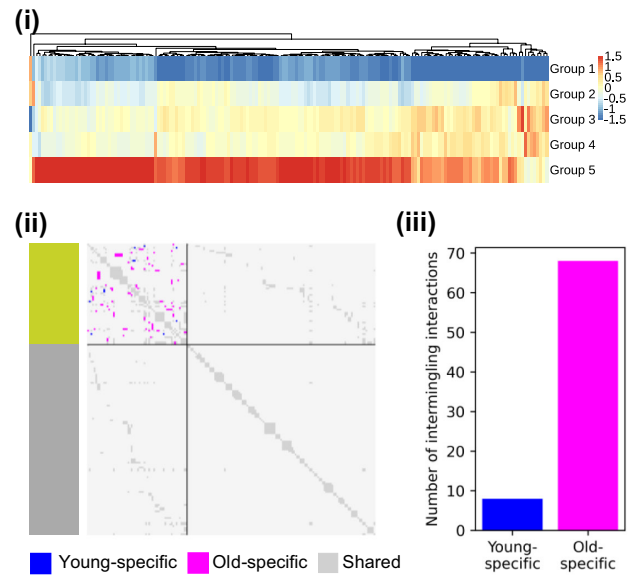 (i)
Group 1
Group 2
Group 3
Group 4
Group 5
1.5
1
0.5
0
−0.5
−1
−1.5
(ii)
(iii)
Number of intermingling interactions
70
60
50
40
30
20
10
0
Young-
specific
Old-
specific
Young-specific
Old-specific
Shared